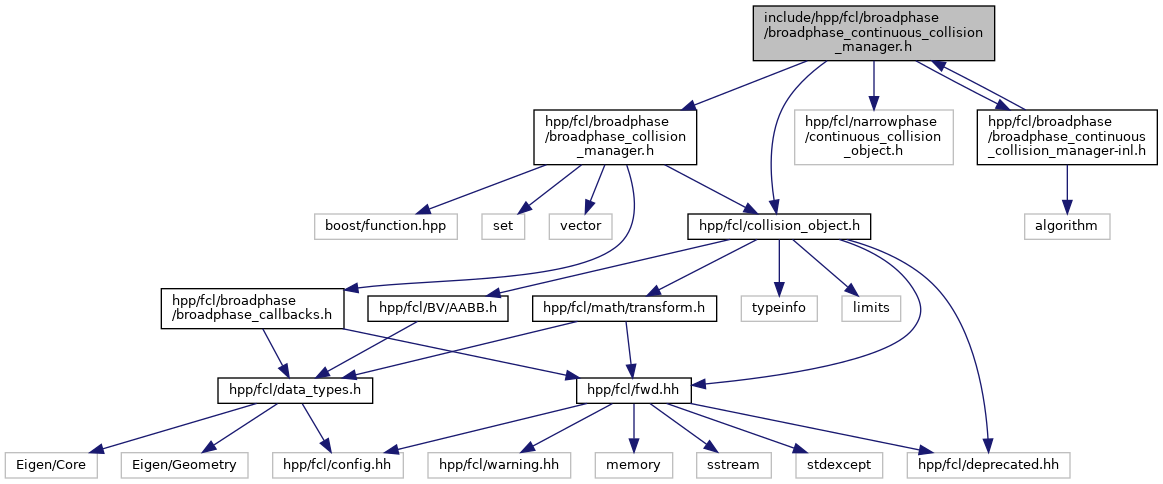 include/hpp/fcl/broadphase
/broadphase_continuous_collision
_manager.h
hpp/fcl/broadphase
/broadphase_collision
_manager.h
hpp/fcl/narrowphase
/continuous_collision
_object.h
hpp/fcl/broadphase
/broadphase_continuous
_collision_manager-inl.h
boost/function.hpp
set
vector
hpp/fcl/collision_object.h
algorithm
hpp/fcl/broadphase
/broadphase_callbacks.h
hpp/fcl/BV/AABB.h
hpp/fcl/math/transform.h
typeinfo
limits
hpp/fcl/data_types.h
hpp/fcl/fwd.hh
Eigen/Core
Eigen/Geometry
hpp/fcl/config.hh
hpp/fcl/warning.hh
memory
sstream
stdexcept
hpp/fcl/deprecated.hh